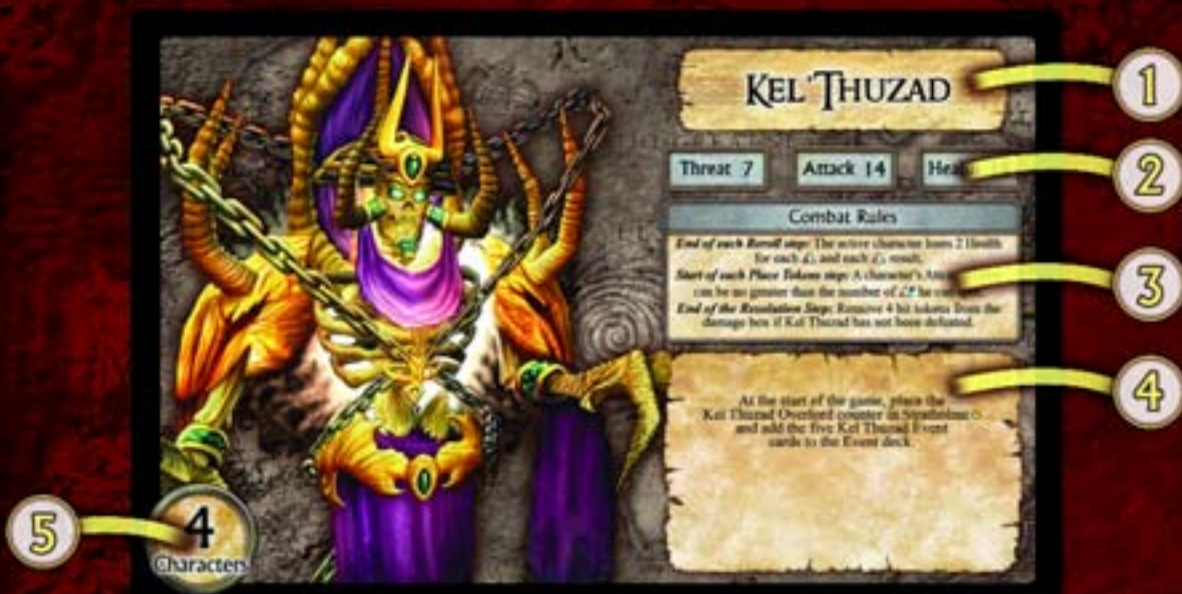 KEL'THUZAD
1
Threat 7
Attack 14
Hea
2
Combat Rules
End of each Reroll step: The active character loses 2 Health
for each and each result.
Start of each Place Tokens step: A character's
can be no greater than the number of he
3
End of the Resolution Step: Remove 4 hit tokens from the
damage box if Kel'Thuzad has not been defeated.
At the start of the game, place the
4
Kel'Thuzad Overlord counter in Stratholme
and add the five Kel'Thuzad Event
cards to the Event deck.
5
4
Characters